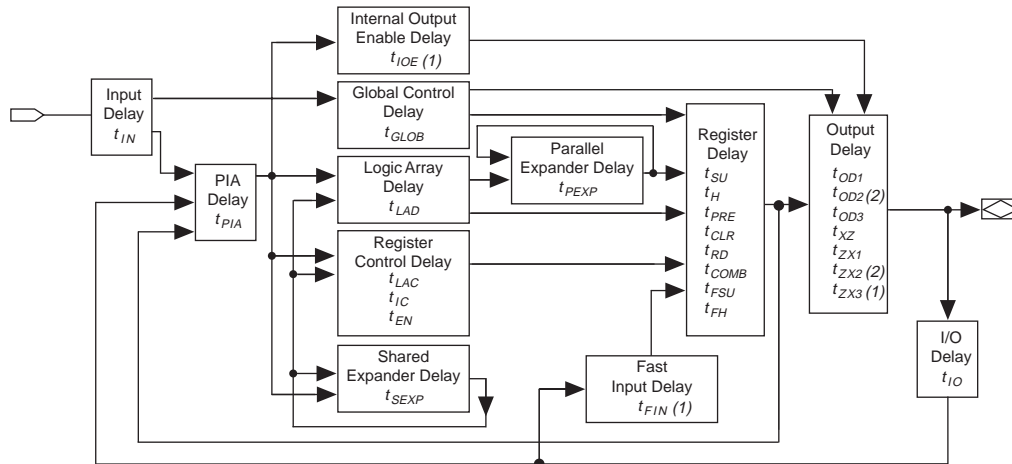 Internal Output
Enable Delay
tIOE (1)
Input
Delay
tIN
Global Control
Delay
tGLOB
PIA
Delay
tPIA
Logic Array
Delay
tLAD
Parallel
Expander Delay
tPEXP
Register
Control Delay
tLAC
tIC
tEN
Shared
Expander Delay
tSEXP
Fast
Input Delay
tFIN (1)
Register
Delay
tSU
tH
tPRE
tCLR
tRD
tCOMB
tFSU
tFH
Output
Delay
tOD1
tOD2 (2)
tOD3
tXZ
tZX1
tZX2 (2)
tZX3 (1)
I/O
Delay
tIO